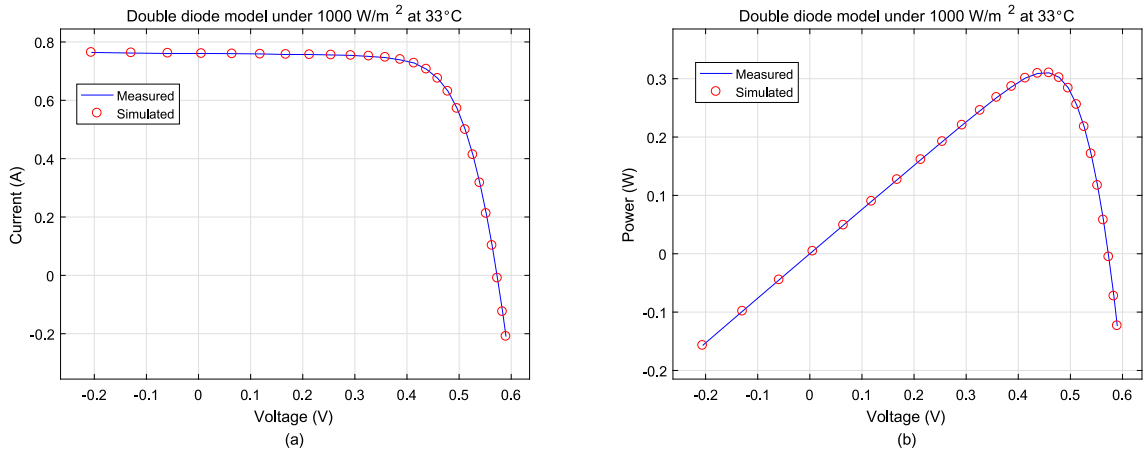 Double diode model under 1000 W/m 2 at 33°C
0.8
0.6
0.4
0.2
0
-0.2
Current (A)
Measured
Simulated
-0.2 -0.1 0 0.1 0.2 0.3 0.4 0.5 0.6
Voltage (V)
(a)
Double diode model under 1000 W/m 2 at 33°C
0.3
0.2
0.1
0
-0.1
-0.2
Power (W)
Measured
Simulated
-0.2 -0.1 0 0.1 0.2 0.3 0.4 0.5 0.6
Voltage (V)
(b)